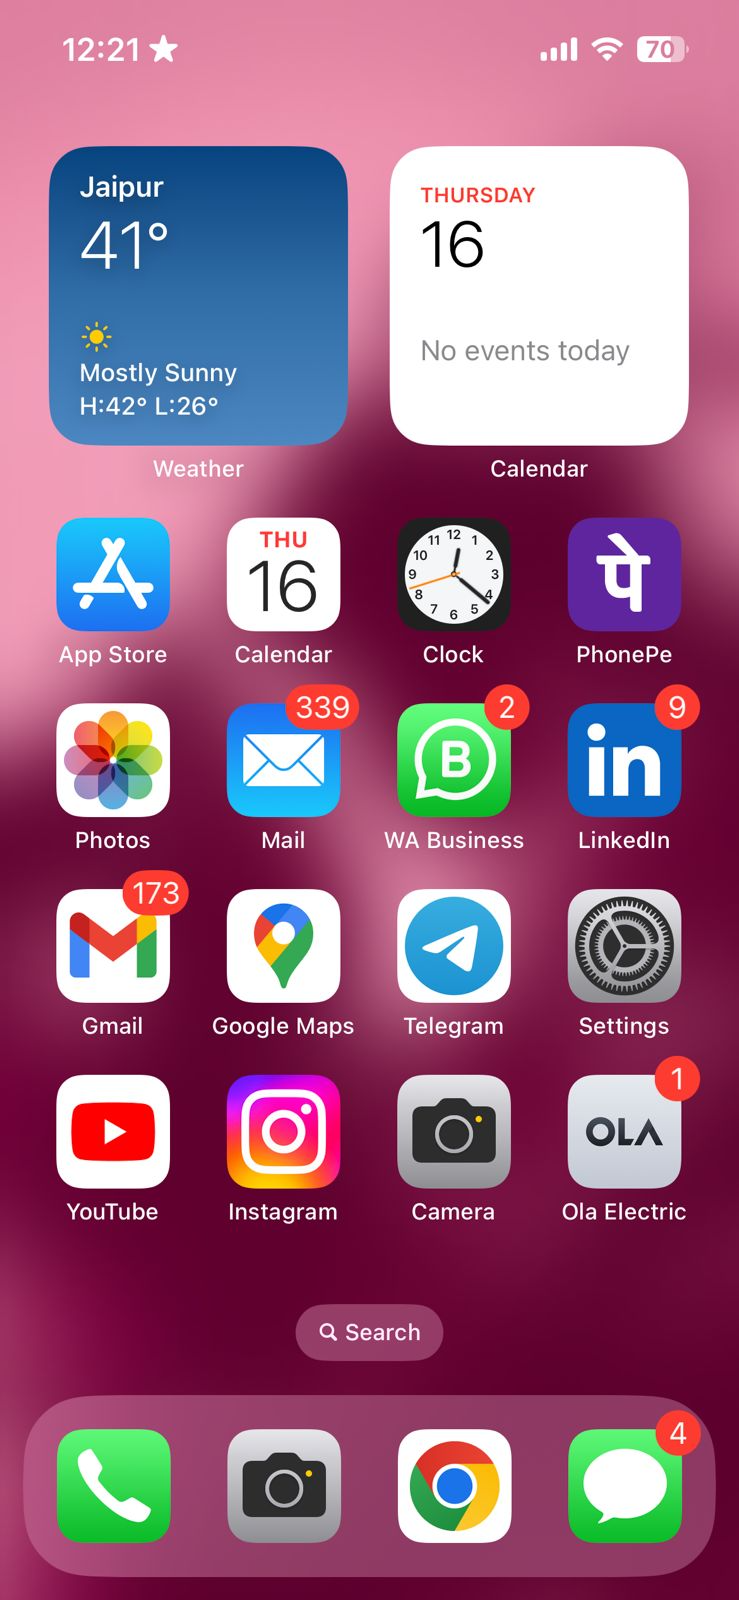 12:21
70
Jaipur
41°
Mostly Sunny
H:42° L:26°
Weather
THURSDAY
16
No events today
Calendar
App Store
THU
16
Calendar
12 1 2 3 4 5 6 7 8 9 10 11
Clock
पे
PhonePe
Photos
339
Mail
2
B
WA Business
9
in
LinkedIn
173
M
Gmail
Google Maps
Telegram
Settings
YouTube
Instagram
Camera
1
OLA
Ola Electric
Search
4